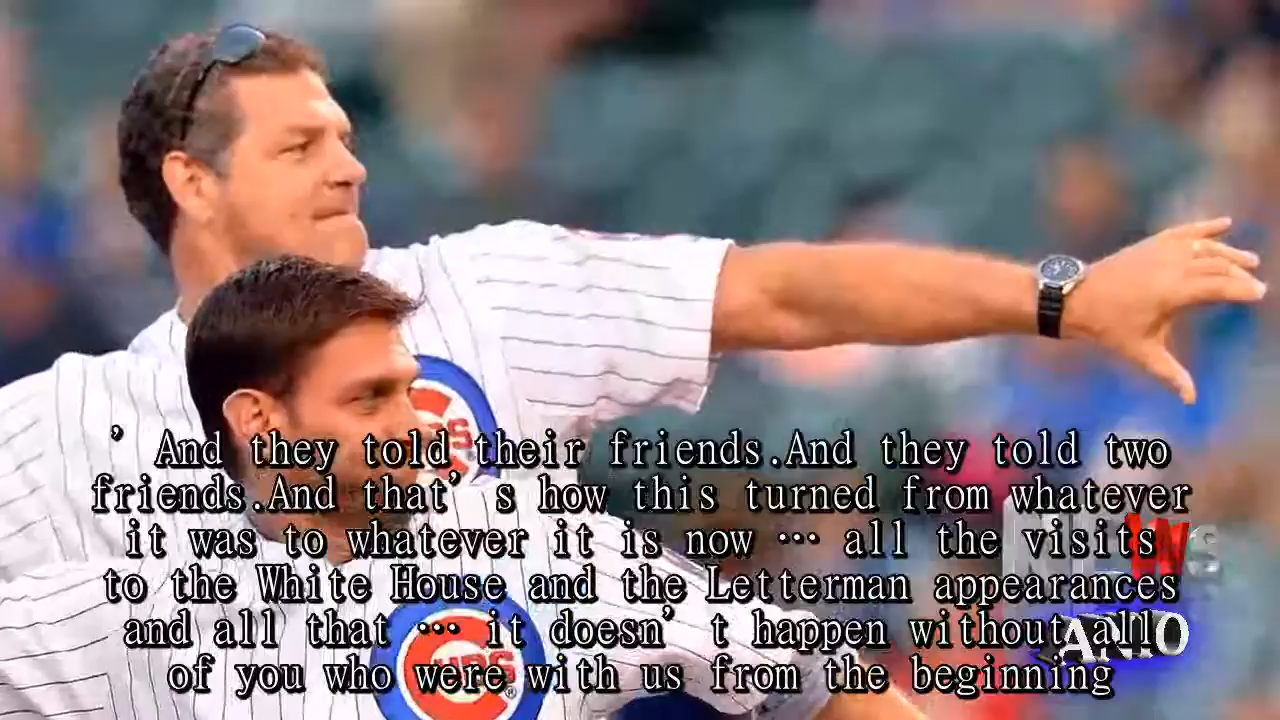 ’ And they told their friends.And they told two
friends.And that’ s how this turned from whatever
it was to whatever it is now … all the visits
to the White House and the Letterman appearances
and all that … it doesn’ t happen without all
of you who were with us from the beginning
CUBS